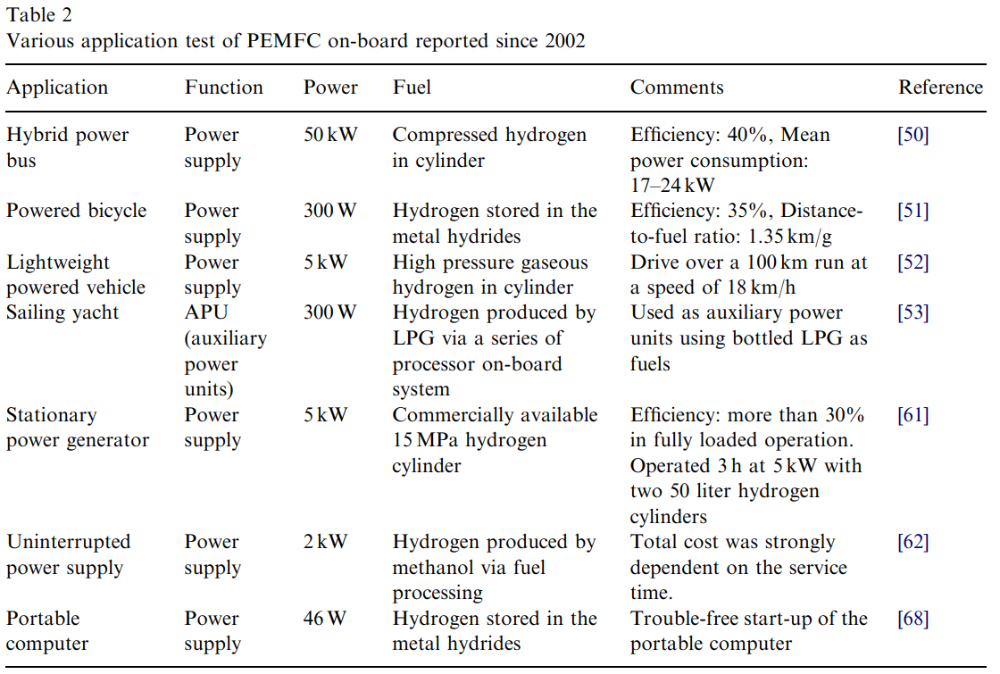 Table 2
Various application test of PEMFC on-board reported since 2002
Application Function Power Fuel Comments Reference
Hybrid power Power 50 kW Compressed hydrogen Efficiency: 40%, Mean [50]
bus supply in cylinder power consumption:
17–24 kW
Powered bicycle Power 300 W Hydrogen stored in the Efficiency: 35%, Distance- [51]
supply metal hydrides to-fuel ratio: 1.35 km/g
Lightweight Power 5 kW High pressure gaseous Drive over a 100 km run at [52]
powered vehicle supply hydrogen in cylinder a speed of 18 km/h
Sailing yacht APU 300 W Hydrogen produced by Used as auxiliary power [53]
(auxiliary LPG via a series of units using bottled LPG as
power processor on-board fuels
units) system
Stationary Power 5 kW Commercially available Efficiency: more than 30% [61]
power generator supply 15 MPa hydrogen in fully loaded operation.
cylinder Operated 3 h at 5 kW with
two 50 liter hydrogen
cylinders
Uninterrupted Power 2 kW Hydrogen produced by Total cost was strongly [62]
power supply supply methanol via fuel dependent on the service
processing time.
Portable Power 46 W Hydrogen stored in the Trouble-free start-up of the [68]
computer supply metal hydrides portable computer